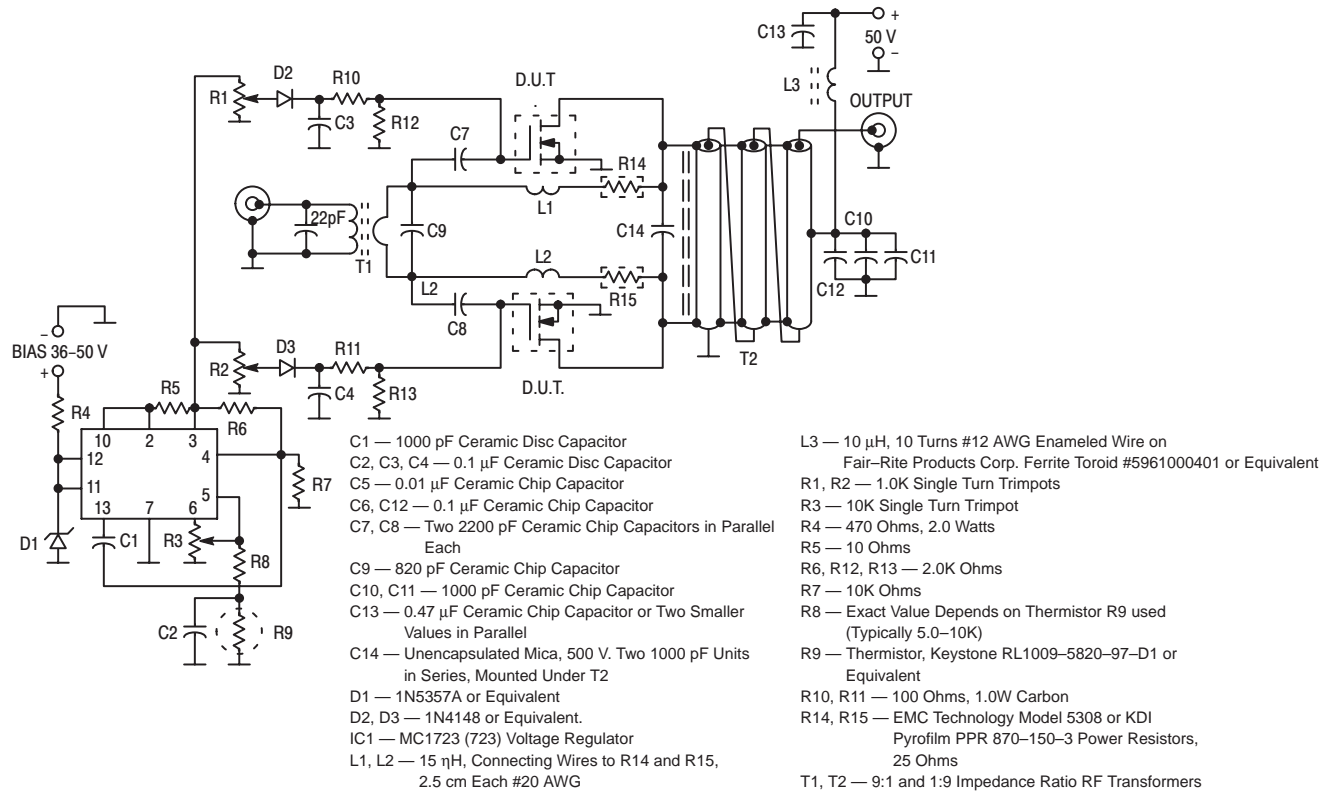 C13
+
50 V
–
D2
R10
D.U.T
.
L3
OUTPUT
R1
C3
R12
C7
R14
L1
22pF
C9
C14
C10
T1
L2
C11
L2
R15
C12
C8
T2
–
BIAS 36–50 V
+
D3
R11
R2
C4
R13
D.U.T.
R5
R4
R6
10
2
3
12
4
11
5
R7
13
7
6
D1
C1
R3
R8
C2
R9
C1 — 1000 pF Ceramic Disc Capacitor
C2, C3, C4 — 0.1 μF Ceramic Disc Capacitor
C5 — 0.01 μF Ceramic Chip Capacitor
C6, C12 — 0.1 μF Ceramic Chip Capacitor
C7, C8 — Two 2200 pF Ceramic Chip Capacitors in Parallel
Each
C9 — 820 pF Ceramic Chip Capacitor
C10, C11 — 1000 pF Ceramic Chip Capacitor
C13 — 0.47 μF Ceramic Chip Capacitor or Two Smaller
Values in Parallel
C14 — Unencapsulated Mica, 500 V. Two 1000 pF Units
in Series, Mounted Under T2
D1 — 1N5357A or Equivalent
D2, D3 — 1N4148 or Equivalent.
IC1 — MC1723 (723) Voltage Regulator
L1, L2 — 15 ηH, Connecting Wires to R14 and R15,
2.5 cm Each #20 AWG
L3 — 10 μH, 10 Turns #12 AWG Enameled Wire on
Fair–Rite Products Corp. Ferrite Toroid #5961000401 or Equivalent
R1, R2 — 1.0K Single Turn Trimpots
R3 — 10K Single Turn Trimpot
R4 — 470 Ohms, 2.0 Watts
R5 — 10 Ohms
R6, R12, R13 — 2.0K Ohms
R7 — 10K Ohms
R8 — Exact Value Depends on Thermistor R9 used
(Typically 5.0–10K)
R9 — Thermistor, Keystone RL1009–5820–97–D1 or
Equivalent
R10, R11 — 100 Ohms, 1.0W Carbon
R14, R15 — EMC Technology Model 5308 or KDI
Pyrofilm PPR 870–150–3 Power Resistors,
25 Ohms
T1, T2 — 9:1 and 1:9 Impedance Ratio RF Transformers